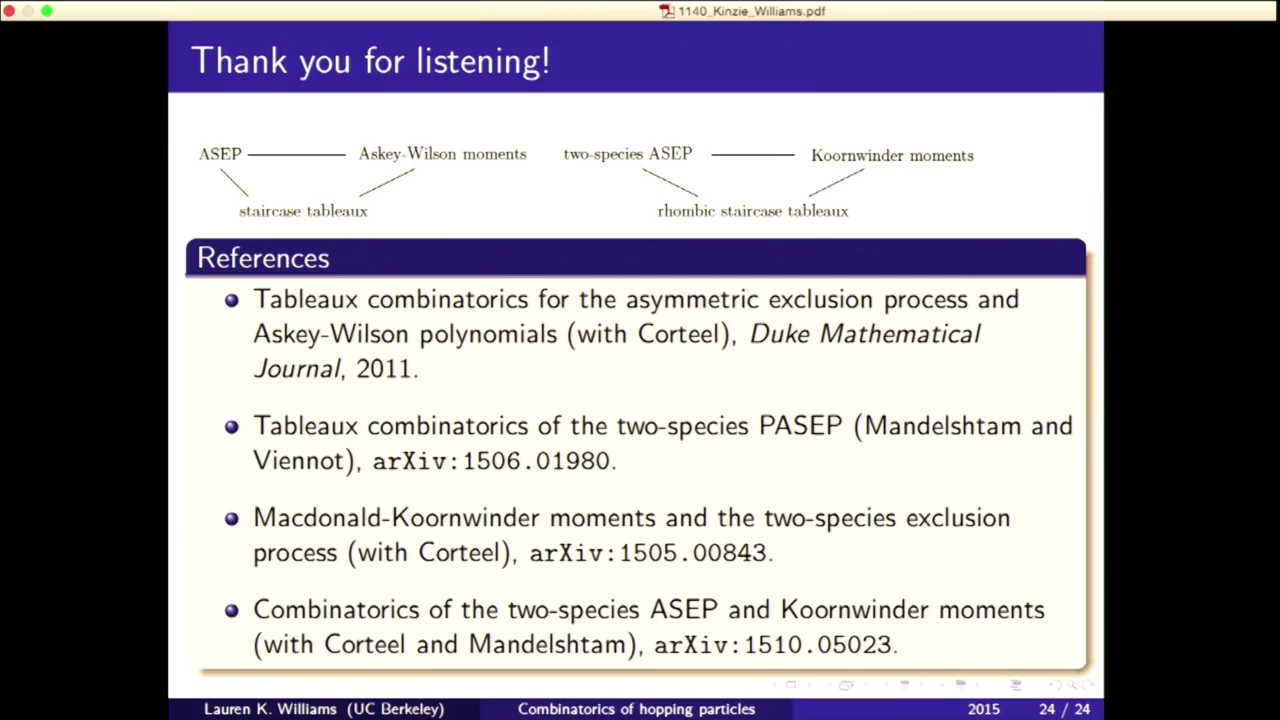 1140_Kinzie_Williams.pdf
Thank you for listening!
ASEP Askey-Wilson moments two-species ASEP Koornwinder moments
staircase tableaux rhombic staircase tableaux
References
Tableaux combinatorics for the asymmetric exclusion process and
Askey-Wilson polynomials (with Corteel), Duke Mathematical
Journal, 2011.
Tableaux combinatorics of the two-species PASEP (Mandelshtam and
Viennot), arXiv:1506.01980.
Macdonald-Koornwinder moments and the two-species exclusion
process (with Corteel), arXiv:1505.00843.
Combinatorics of the two-species ASEP and Koornwinder moments
(with Corteel and Mandelshtam), arXiv:1510.05023.
Lauren K. Williams (UC Berkeley) Combinatorics of hopping particles 2015 24 / 24